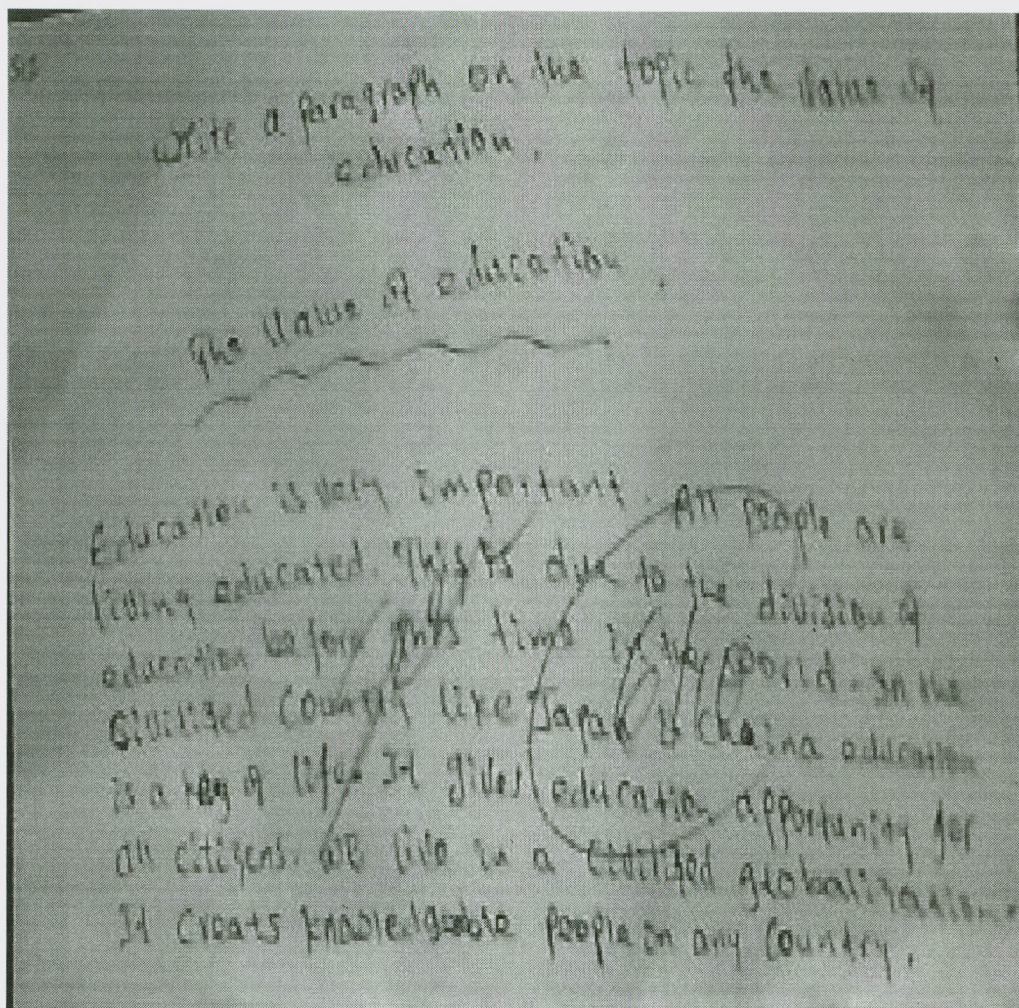 Write a paragraph on the topic the Value of
education.
The Value of education.
Education is very important. All people are
living educated. This is due to the division of
education before this time in the world. In the
civilized country like Japan & Chaina education
is a key of life. It gives education opportunity for
all citizens. We live in a civilized globalization.
It creats knowledgeable people in any country.